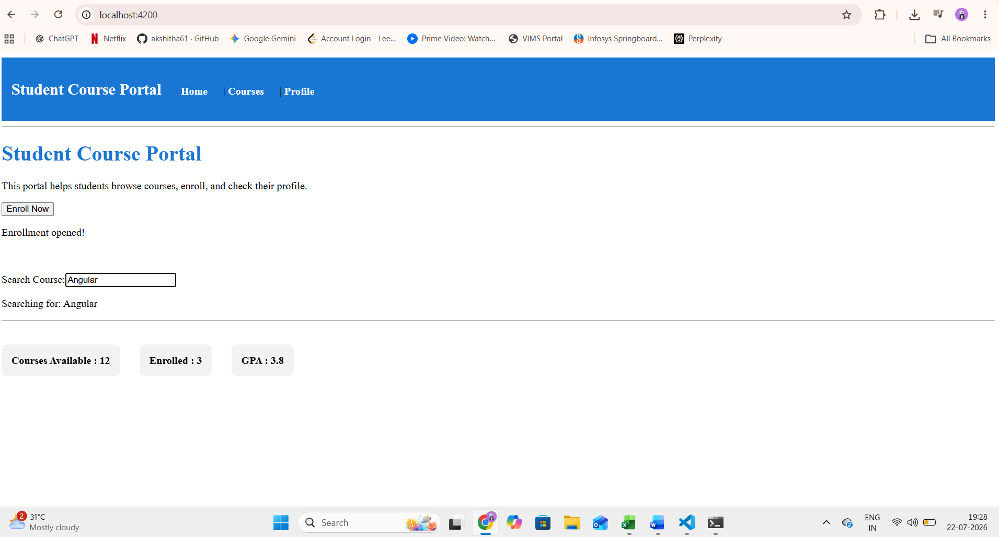 localhost:4200
ChatGPT Netflix akshitha61 · GitHub Google Gemini Account Login - Lee... Prime Video: Watch... VIMS Portal Infosys Springboard... Perplexity All Bookmarks
Student Course Portal Home | Courses | Profile
Student Course Portal
This portal helps students browse courses, enroll, and check their profile.
Enroll Now
Enrollment opened!
Search Course: Angular
Searching for: Angular
Courses Available : 12 Enrolled : 3 GPA : 3.8
2 31°C Search ENG 19:28
Mostly cloudy IN 22-07-2026